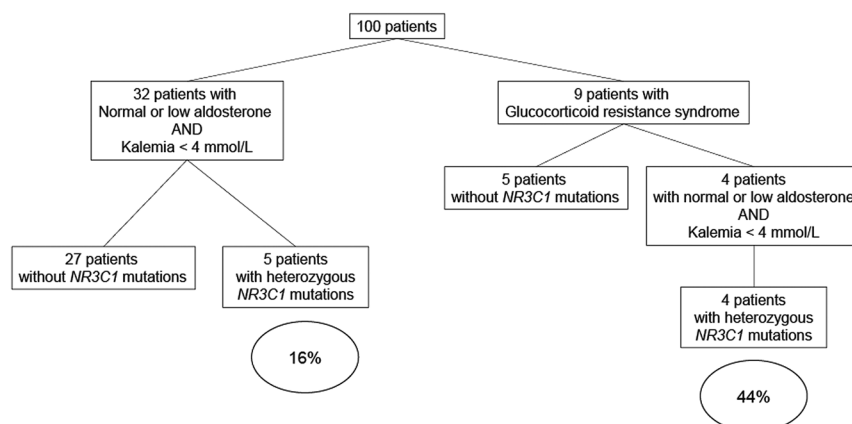 100 patients
32 patients with
Normal or low aldosterone
AND
Kalemia < 4 mmol/L
9 patients with
Glucocorticoid resistance syndrome
5 patients
without NR3C1 mutations
4 patients
with normal or low aldosterone
AND
Kalemia < 4 mmol/L
27 patients
without NR3C1 mutations
5 patients
with heterozygous
NR3C1 mutations
4 patients
with heterozygous
NR3C1 mutations
16%
44%